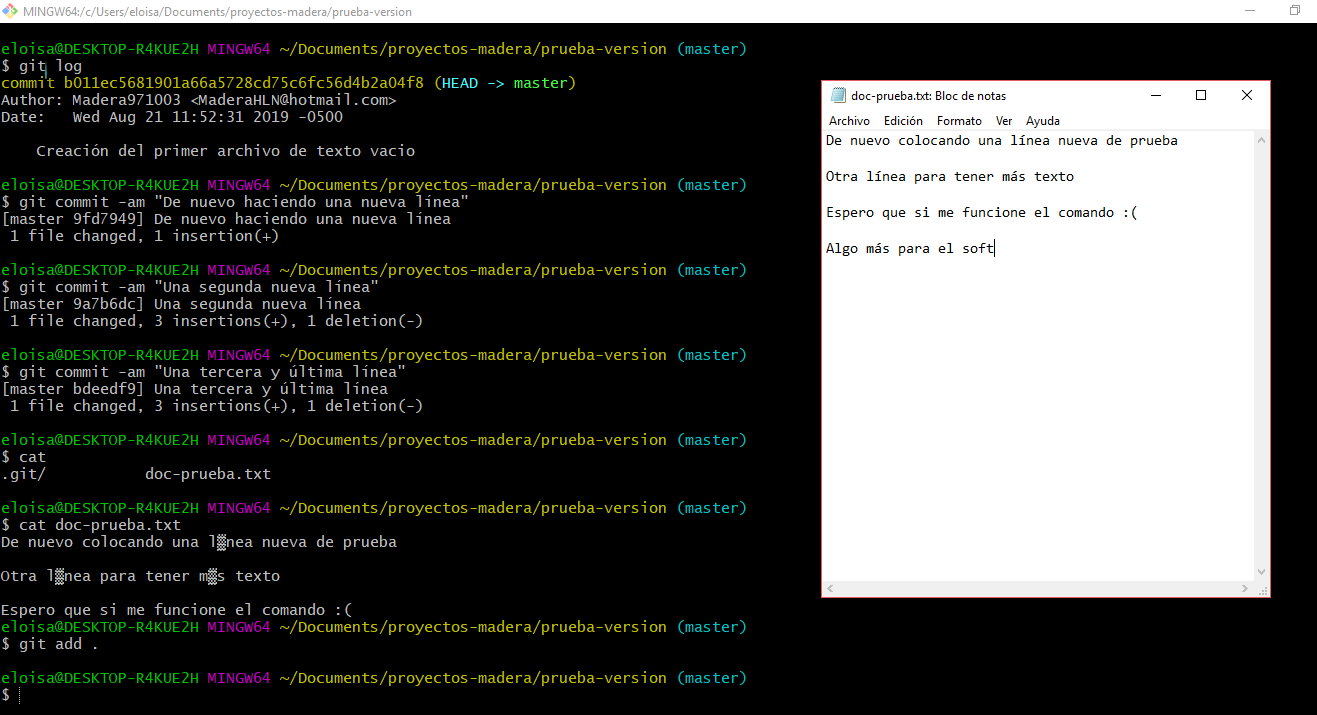 MINGW64:/c/Users/eloisa/Documents/proyectos-madera/prueba-version
eloisa@DESKTOP-R4KUE2H MINGW64 ~/Documents/proyectos-madera/prueba-version (master)
$ git log
commit b011ec5681901a66a5728cd75c6fc56d4b2a04f8 (HEAD -> master)
Author: Madera971003 <MaderaHLN@hotmail.com>
Date:   Wed Aug 21 11:52:31 2019 -0500
Creación del primer archivo de texto vacio
eloisa@DESKTOP-R4KUE2H MINGW64 ~/Documents/proyectos-madera/prueba-version (master)
$ git commit -am "De nuevo haciendo una nueva línea"
[master 9fd7949] De nuevo haciendo una nueva línea
1 file changed, 1 insertion(+)
eloisa@DESKTOP-R4KUE2H MINGW64 ~/Documents/proyectos-madera/prueba-version (master)
$ git commit -am "Una segunda nueva línea"
[master 9a7b6dc] Una segunda nueva línea
1 file changed, 3 insertions(+), 1 deletion(-)
eloisa@DESKTOP-R4KUE2H MINGW64 ~/Documents/proyectos-madera/prueba-version (master)
$ git commit -am "Una tercera y última línea"
[master bdeedf9] Una tercera y última línea
1 file changed, 3 insertions(+), 1 deletion(-)
eloisa@DESKTOP-R4KUE2H MINGW64 ~/Documents/proyectos-madera/prueba-version (master)
$ cat
.git/           doc-prueba.txt
eloisa@DESKTOP-R4KUE2H MINGW64 ~/Documents/proyectos-madera/prueba-version (master)
$ cat doc-prueba.txt
De nuevo colocando una l▒nea nueva de prueba
Otra l▒nea para tener m▒s texto
Espero que si me funcione el comando :(
eloisa@DESKTOP-R4KUE2H MINGW64 ~/Documents/proyectos-madera/prueba-version (master)
$ git add .
eloisa@DESKTOP-R4KUE2H MINGW64 ~/Documents/proyectos-madera/prueba-version (master)
$
doc-prueba.txt: Bloc de notas
Archivo Edición Formato Ver Ayuda
De nuevo colocando una línea nueva de prueba
Otra línea para tener más texto
Espero que si me funcione el comando :(
Algo más para el soft